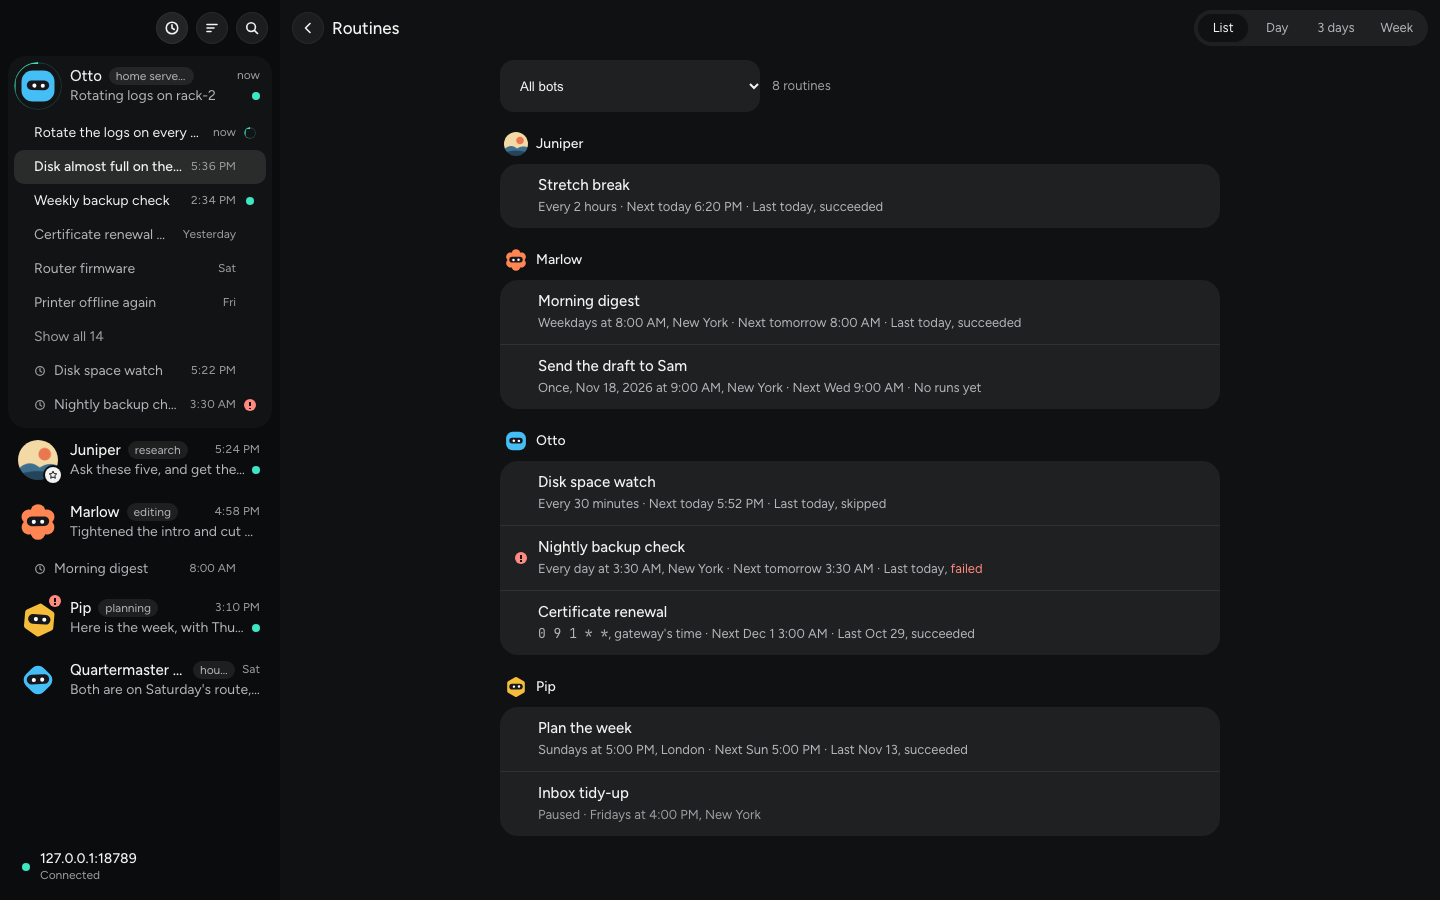 Routines
List
Day
3 days
Week
Otto
home serve...
now
Rotating logs on rack-2
Rotate the logs on every ...
now
Disk almost full on the...
5:36 PM
Weekly backup check
2:34 PM
Certificate renewal ...
Yesterday
Router firmware
Sat
Printer offline again
Fri
Show all 14
Disk space watch
5:22 PM
Nightly backup ch...
3:30 AM
Juniper
research
5:24 PM
Ask these five, and get the...
Marlow
editing
4:58 PM
Tightened the intro and cut ...
Morning digest
8:00 AM
Pip
planning
3:10 PM
Here is the week, with Thu...
Quartermaster ...
hou...
Sat
Both are on Saturday's route,...
127.0.0.1:18789
Connected
All bots
8 routines
Juniper
Stretch break
Every 2 hours · Next today 6:20 PM · Last today, succeeded
Marlow
Morning digest
Weekdays at 8:00 AM, New York · Next tomorrow 8:00 AM · Last today, succeeded
Send the draft to Sam
Once, Nov 18, 2026 at 9:00 AM, New York · Next Wed 9:00 AM · No runs yet
Otto
Disk space watch
Every 30 minutes · Next today 5:52 PM · Last today, skipped
Nightly backup check
Every day at 3:30 AM, New York · Next tomorrow 3:30 AM · Last today, failed
Certificate renewal
0 9 1 * *, gateway's time · Next Dec 1 3:00 AM · Last Oct 29, succeeded
Pip
Plan the week
Sundays at 5:00 PM, London · Next Sun 5:00 PM · Last Nov 13, succeeded
Inbox tidy-up
Paused · Fridays at 4:00 PM, New York